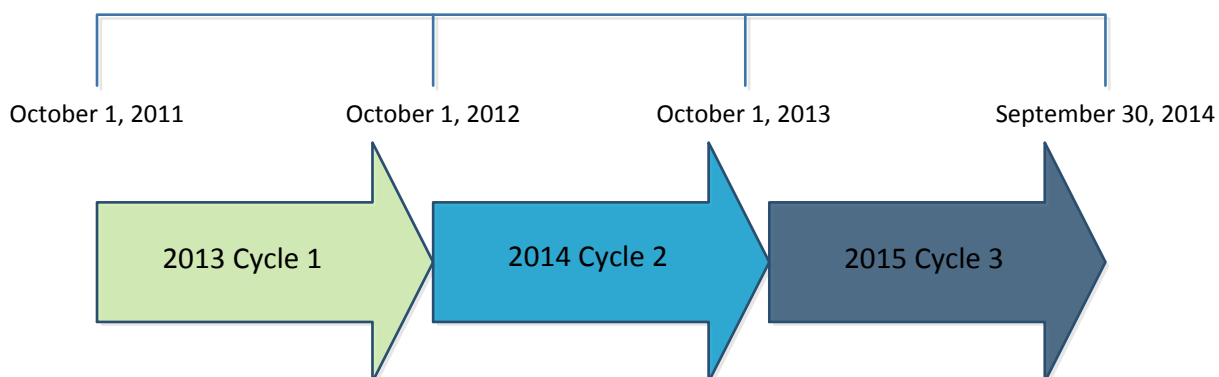 October 1, 2011
October 1, 2012
October 1, 2013
September 30, 2014
2013 Cycle 1
2014 Cycle 2
2015 Cycle 3